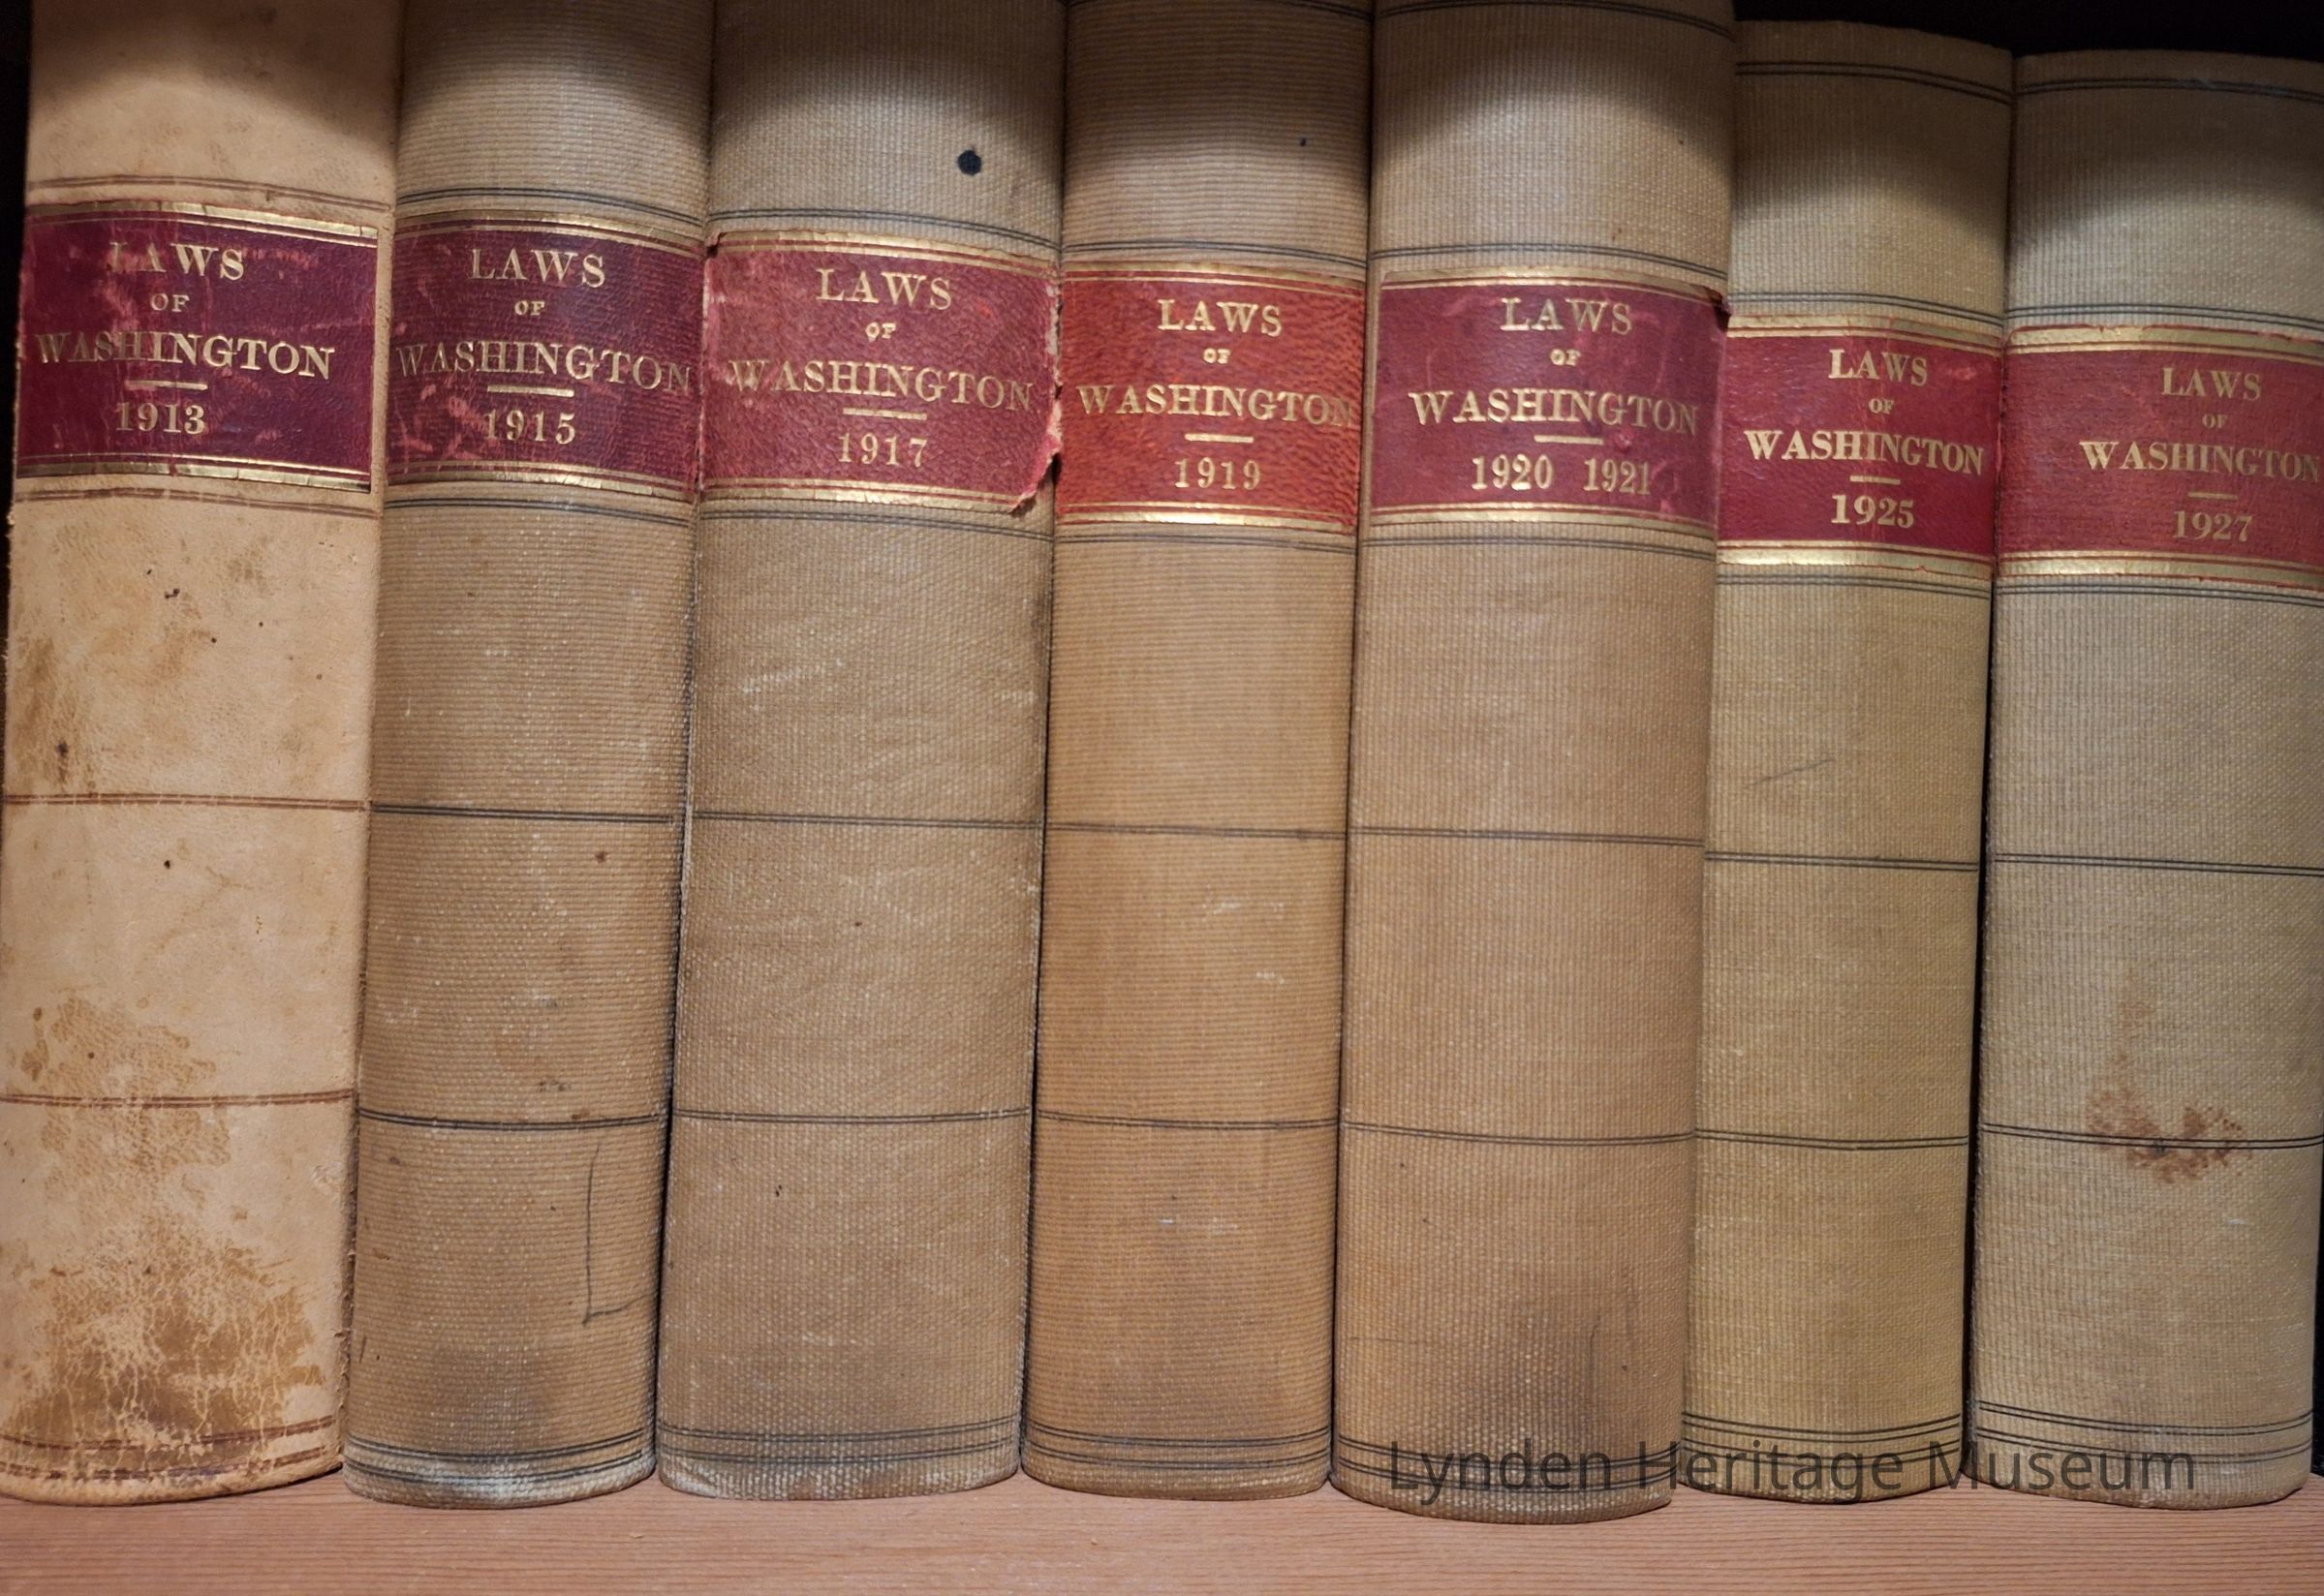 LAWS
OF
WASHINGTON
1913
LAWS
OF
WASHINGTON
1915
LAWS
OF
WASHINGTON
1917
LAWS
OF
WASHINGTON
1919
LAWS
OF
WASHINGTON
1920 1921
LAWS
OF
WASHINGTON
1925
LAWS
OF
WASHINGTON
1927
Lynden Heritage Museum